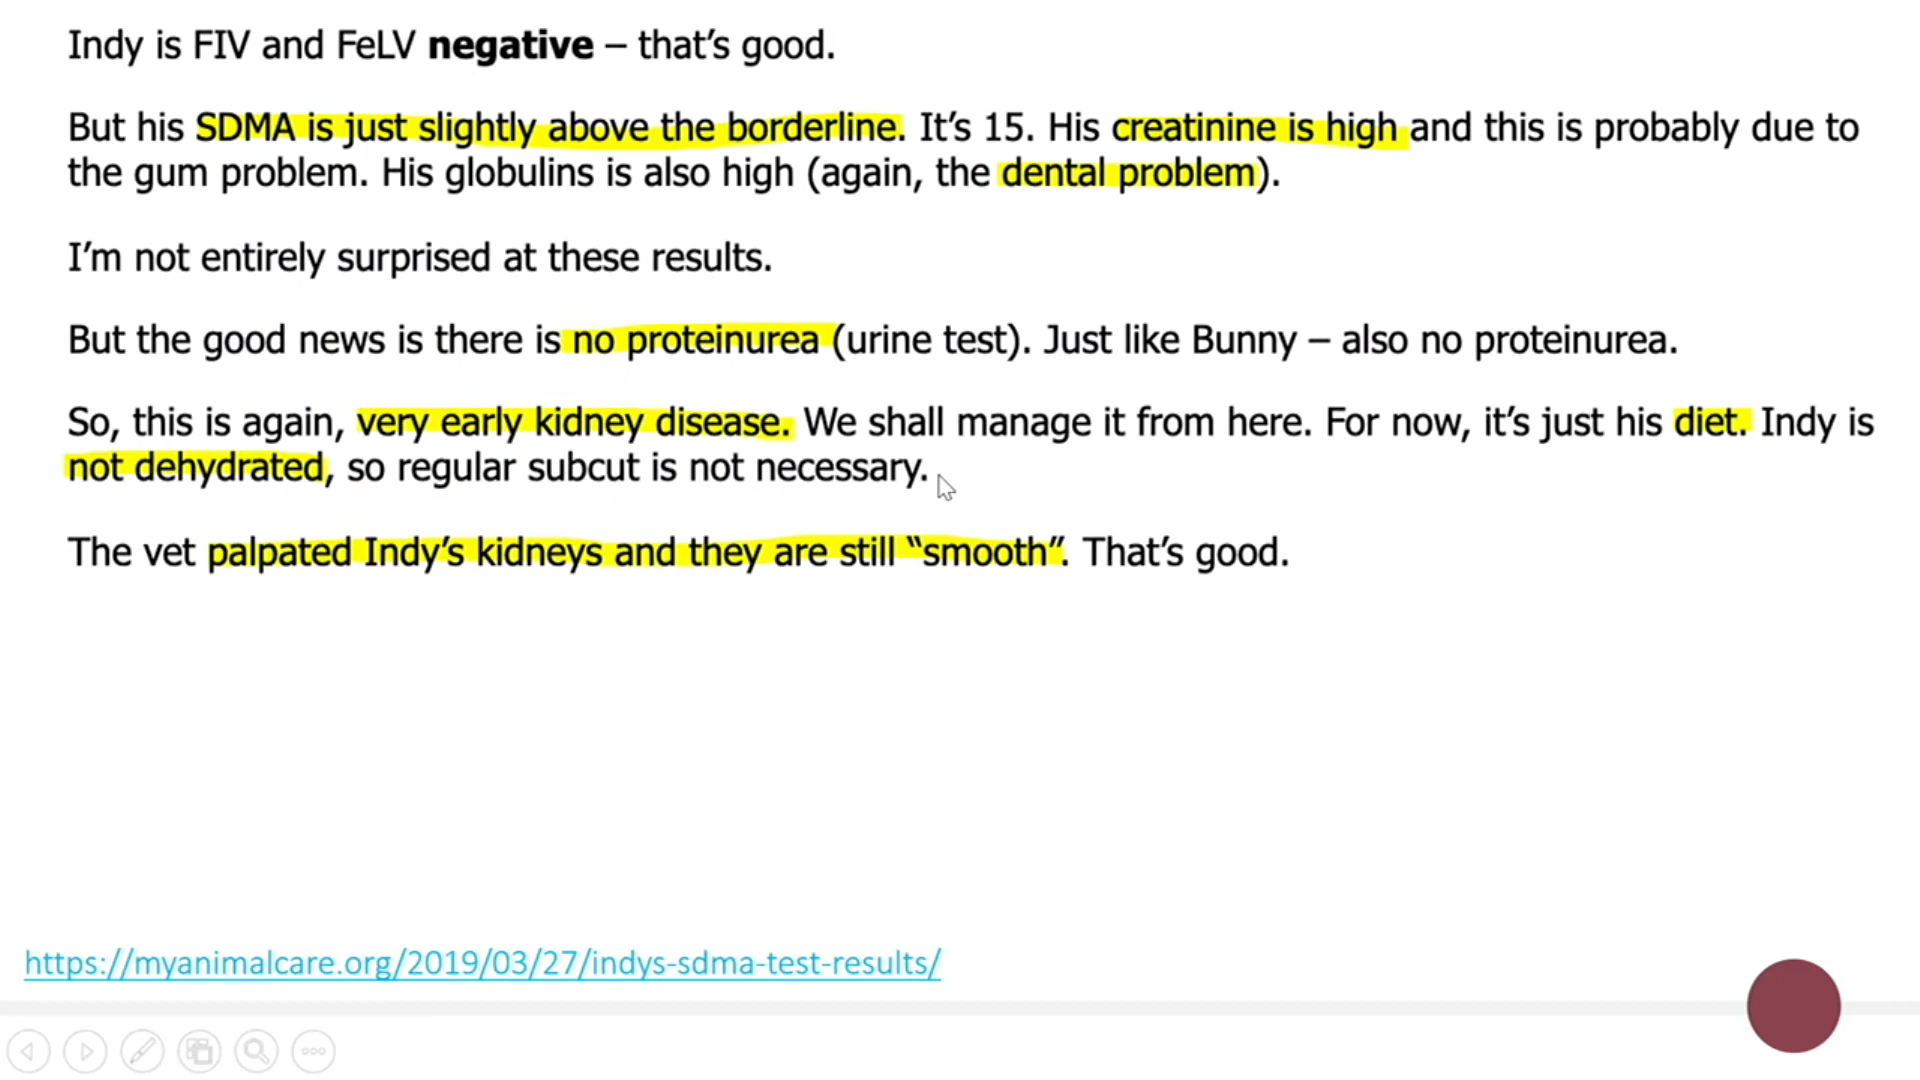 Indy is FIV and FeLV negative – that’s good.
But his SDMA is just slightly above the borderline. It’s 15. His creatinine is high and this is probably due to
the gum problem. His globulins is also high (again, the dental problem).
I’m not entirely surprised at these results.
But the good news is there is no proteinurea (urine test). Just like Bunny – also no proteinurea.
So, this is again, very early kidney disease. We shall manage it from here. For now, it’s just his diet. Indy is
not dehydrated, so regular subcut is not necessary.
The vet palpated Indy’s kidneys and they are still “smooth”. That’s good.
https://myanimalcare.org/2019/03/27/indys-sdma-test-results/